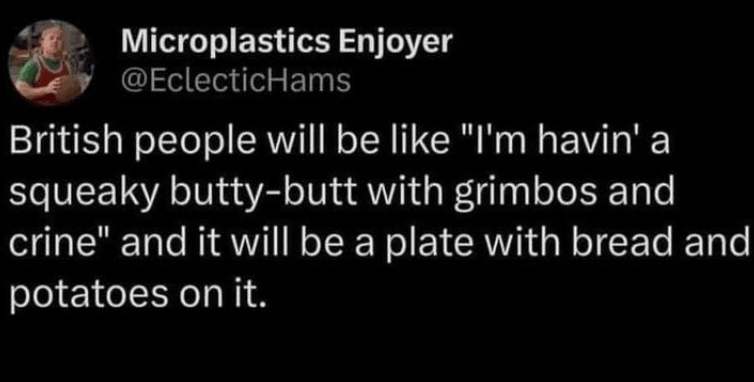 Microplastics Enjoyer
@EclecticHams
British people will be like "I'm havin' a
squeaky butty-butt with grimbos and
crine" and it will be a plate with bread and
potatoes on it.